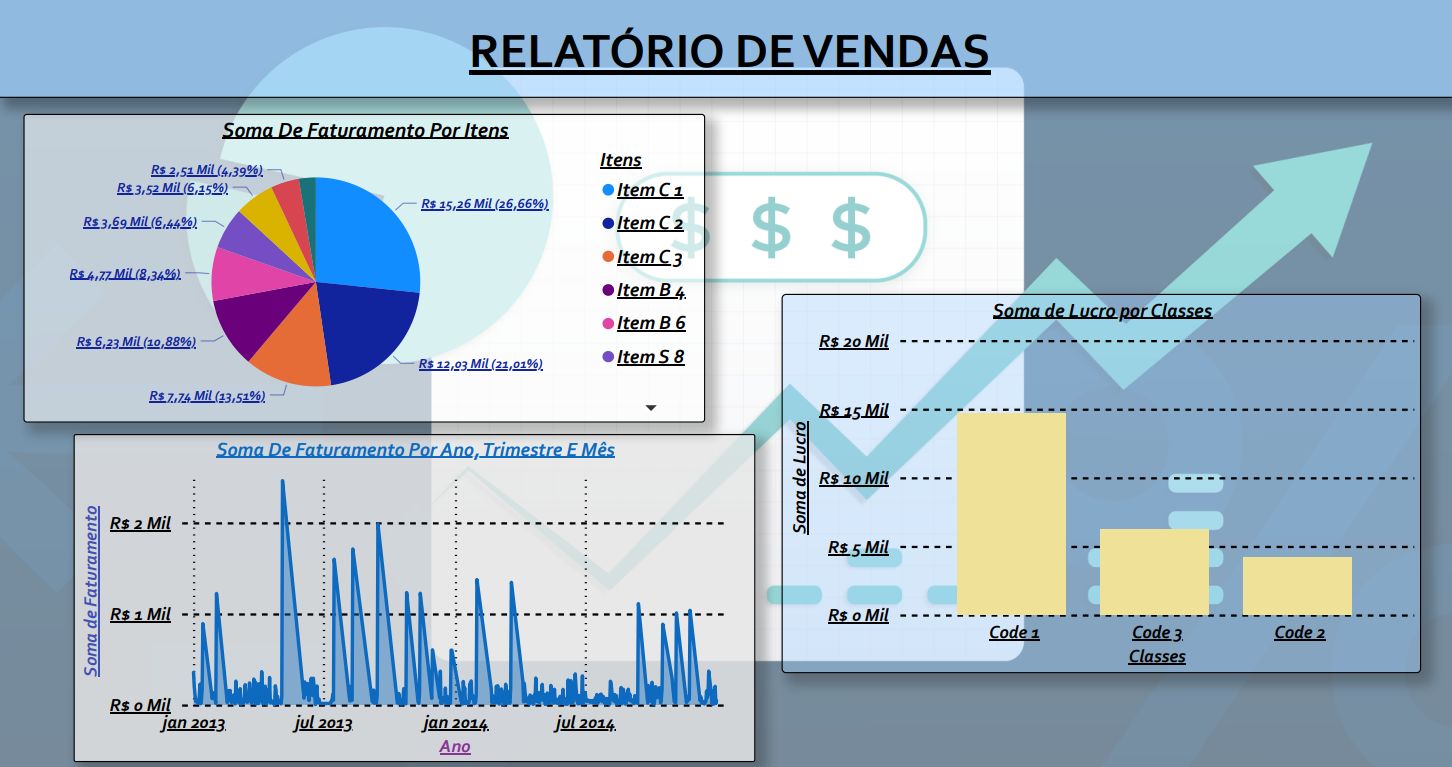 RELATÓRIO DE VENDAS
Soma De Faturamento Por Itens
R$ 2,51 Mil (4,39%)
R$ 3,52 Mil (6,15%)
R$ 3,69 Mil (6,44%)
R$ 4,77 Mil (8,34%)
R$ 6,23 Mil (10,88%)
R$ 7,74 Mil (13,51%)
R$ 15,26 Mil (26,66%)
R$ 12,03 Mil (21,01%)
Itens
Item C 1
Item C 2
Item C 3
Item B 4
Item B 6
Item S 8
$ $ $
Soma De Faturamento Por Ano, Trimestre E Mês
Soma de Faturamento
R$ 2 Mil
R$ 1 Mil
R$ 0 Mil
jan 2013 jul 2013 jan 2014 jul 2014
Ano
Soma de Lucro por Classes
Soma de Lucro
R$ 20 Mil
R$ 15 Mil
R$ 10 Mil
R$ 5 Mil
R$ 0 Mil
Code 1 Code 3 Code 2
Classes